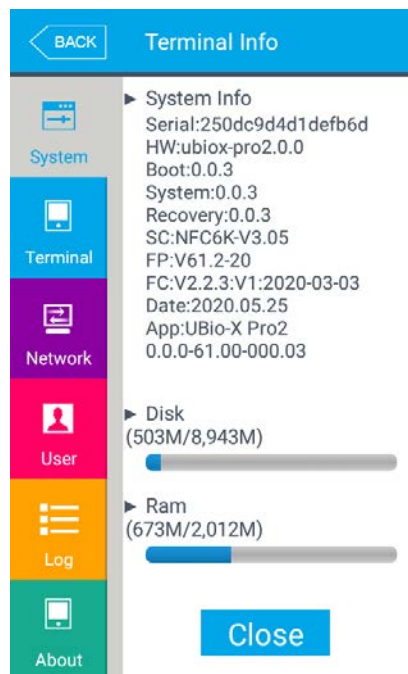 BACK
Terminal Info
System
Terminal
Network
User
Log
About
► System Info
Serial:250dc9d4d1defb6d
HW:ubiox-pro2.0.0
Boot:0.0.3
System:0.0.3
Recovery:0.0.3
SC:NFC6K-V3.05
FP:V61.2-20
FC:V2.2.3:V1:2020-03-03
Date:2020.05.25
App:UBio-X Pro2
0.0.0-61.00-000.03
► Disk
(503M/8,943M)
► Ram
(673M/2,012M)
Close